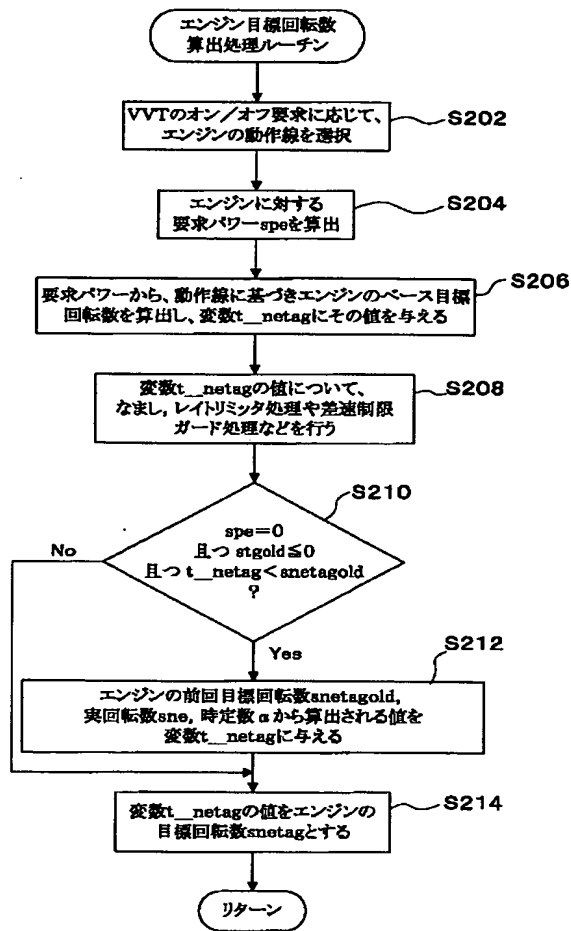 エンジン目標回転数
算出処理ルーチン
VVTのオン／オフ要求に応じて、
エンジンの動作線を選択
S202
エンジンに対する
要求パワーspeを算出
S204
要求パワーから、動作線に基づきエンジンのベース目標
回転数を算出し、変数t__netagにその値を与える
S206
変数t__netagの値について、
なまし，レイトリミッタ処理や差速制限
ガード処理などを行う
S208
S210
spe＝0
且つ stgold≦0
且つ t__netag＜snetagold
？
No
Yes
S212
エンジンの前回目標回転数snetagold，
実回転数sne，時定数αから算出される値を
変数t__netagに与える
変数t__netagの値をエンジンの
目標回転数snetagとする
S214
リターン